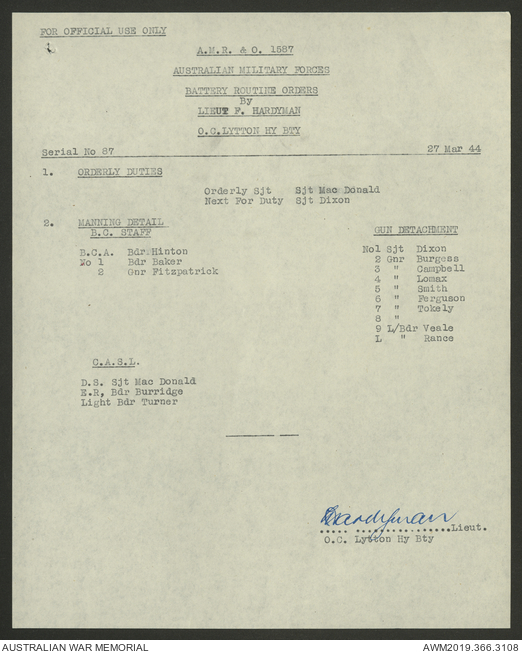 FOR OFFICIAL USE ONLY
A.M.R. & O. 1587
AUSTRALIAN MILITARY FORCES
BATTERY ROUTINE ORDERS
By
LIEUT F. HARDYMAN
O.C.LYTTON HY BTY
Serial No 87 27 Mar 44
1. ORDERLY DUTIES
Orderly Sjt Sjt Mac Donald
Next For Duty Sjt Dixon
2. MANNING DETAIL
B.C. STAFF
B.C.A. Bdr Hinton
No 1 Bdr Baker
2 Gnr Fitzpatrick
GUN DETACHMENT
No1 Sjt Dixon
2 Gnr Burgess
3 " Campbell
4 " Lomax
5 " Smith
6 " Ferguson
7 " Tokely
8 "
9 L/Bdr Veale
L " Rance
C.A.S.L.
D.S. Sjt Mac Donald
E.R, Bdr Burridge
Light Bdr Turner
Hardyman
Lieut.
O.C. Lytton Hy Bty
AUSTRALIAN WAR MEMORIAL AWM2019.366.3108